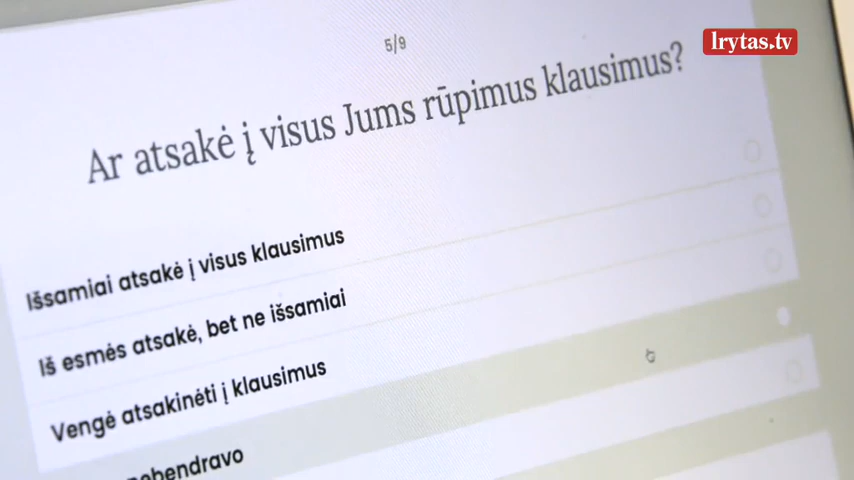 lrytas.tv
5/9
Ar atsakė į visus Jums rūpimus klausimus?
Išsamiai atsakė į visus klausimus
Iš esmės atsakė, bet ne išsamiai
Vengė atsakinėti į klausimus
nebendravo